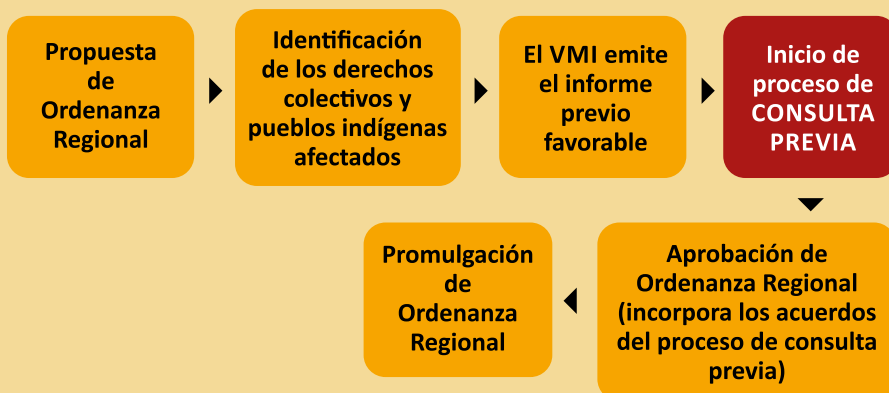 Propuesta
de
Ordenanza
Regional
Identificación
de los derechos
colectivos y
pueblos indígenas
afectados
El VMI emite
el informe
previo
favorable
Inicio de
proceso de
CONSULTA
PREVIA
Aprobación de
Ordenanza Regional
(incorpora los acuerdos
del proceso de consulta
previa)
Promulgación
de
Ordenanza
Regional